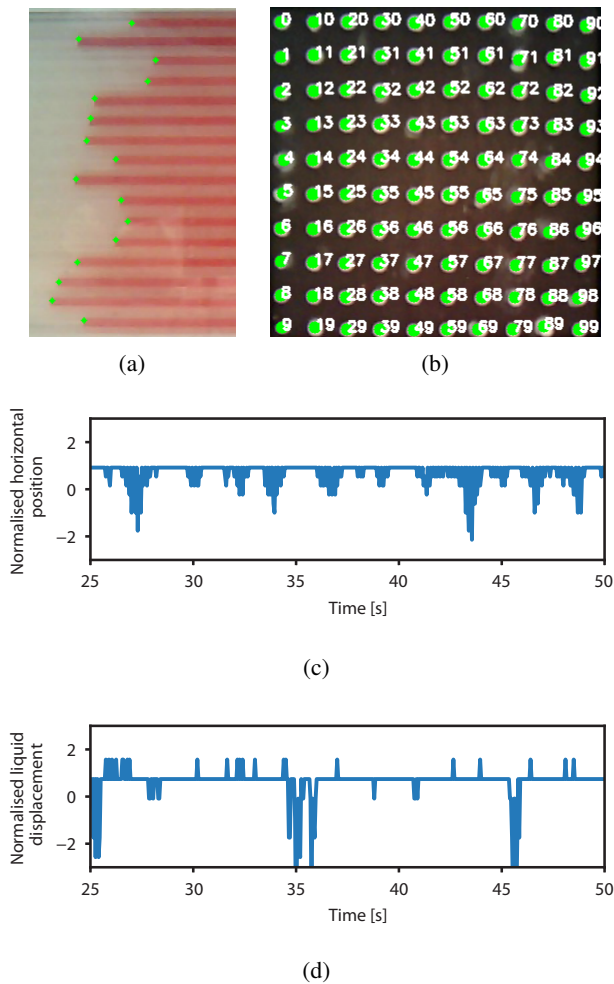 0 10 20 30 40 50 60 70 80 90
1 11 21 31 41 51 61 71 81 91
2 12 22 32 42 52 62 72 82 92
3 13 23 33 43 53 63 73 83 93
4 14 24 34 44 54 64 74 84 94
5 15 25 35 45 55 65 75 85 95
6 16 26 36 46 56 66 76 86 96
7 17 27 37 47 57 67 77 87 97
8 18 28 38 48 58 68 78 88 98
9 19 29 39 49 59 69 79 89 99
(a)
(b)
Normalised horizontal
position
2
0
−2
25 30 35 40 45 50
Time [s]
(c)
Normalised liquid
displacement
2
0
−2
25 30 35 40 45 50
Time [s]
(d)